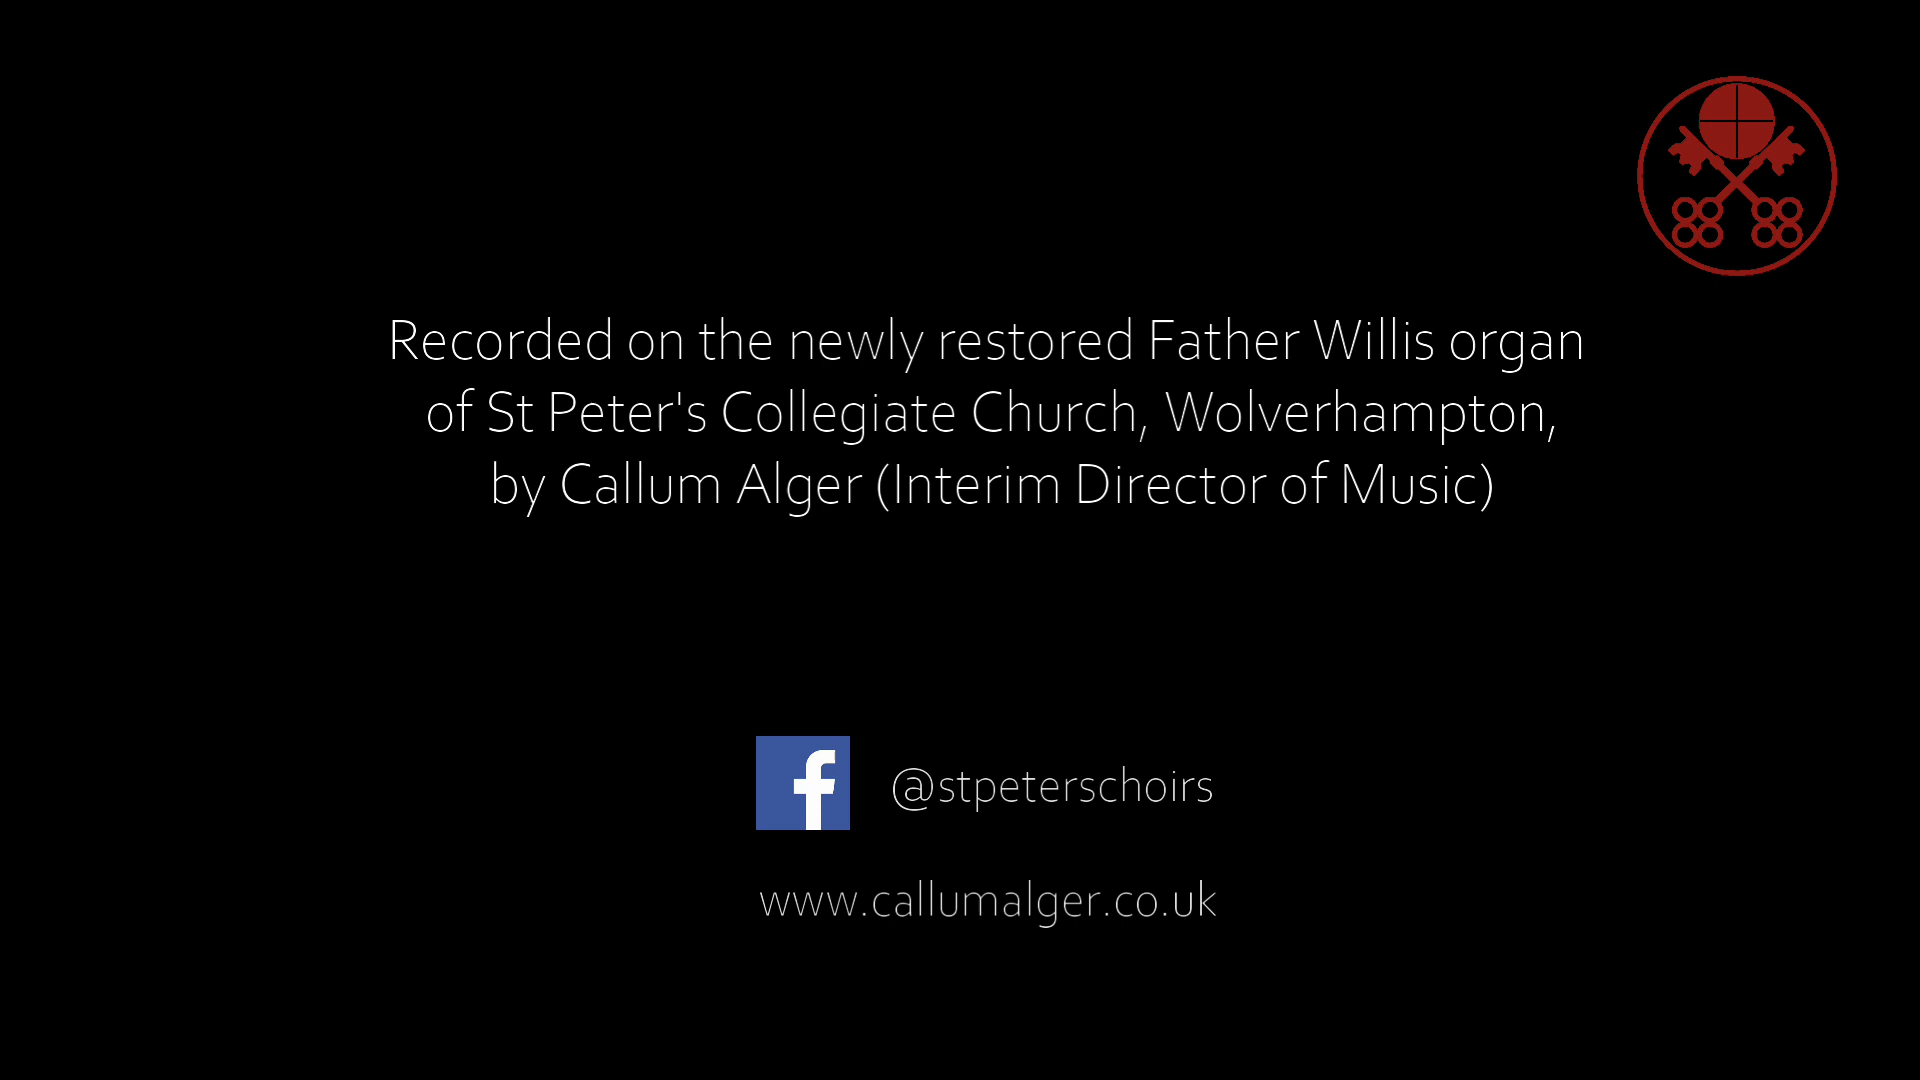 Recorded on the newly restored Father Willis organ
of St Peter's Collegiate Church, Wolverhampton,
by Callum Alger (Interim Director of Music)
@stpeterschoirs
www.callumalger.co.uk